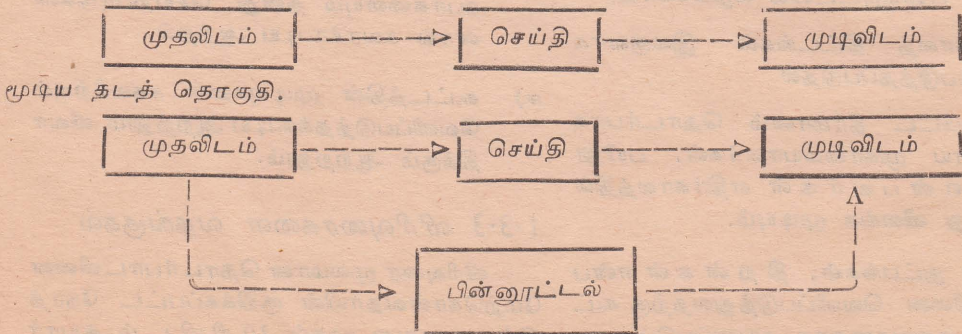 முதலிடம் செய்தி முடிவிடம்
மூடிய தடத் தொகுதி.
முதலிடம் செய்தி முடிவிடம்
பின்னூட்டல்